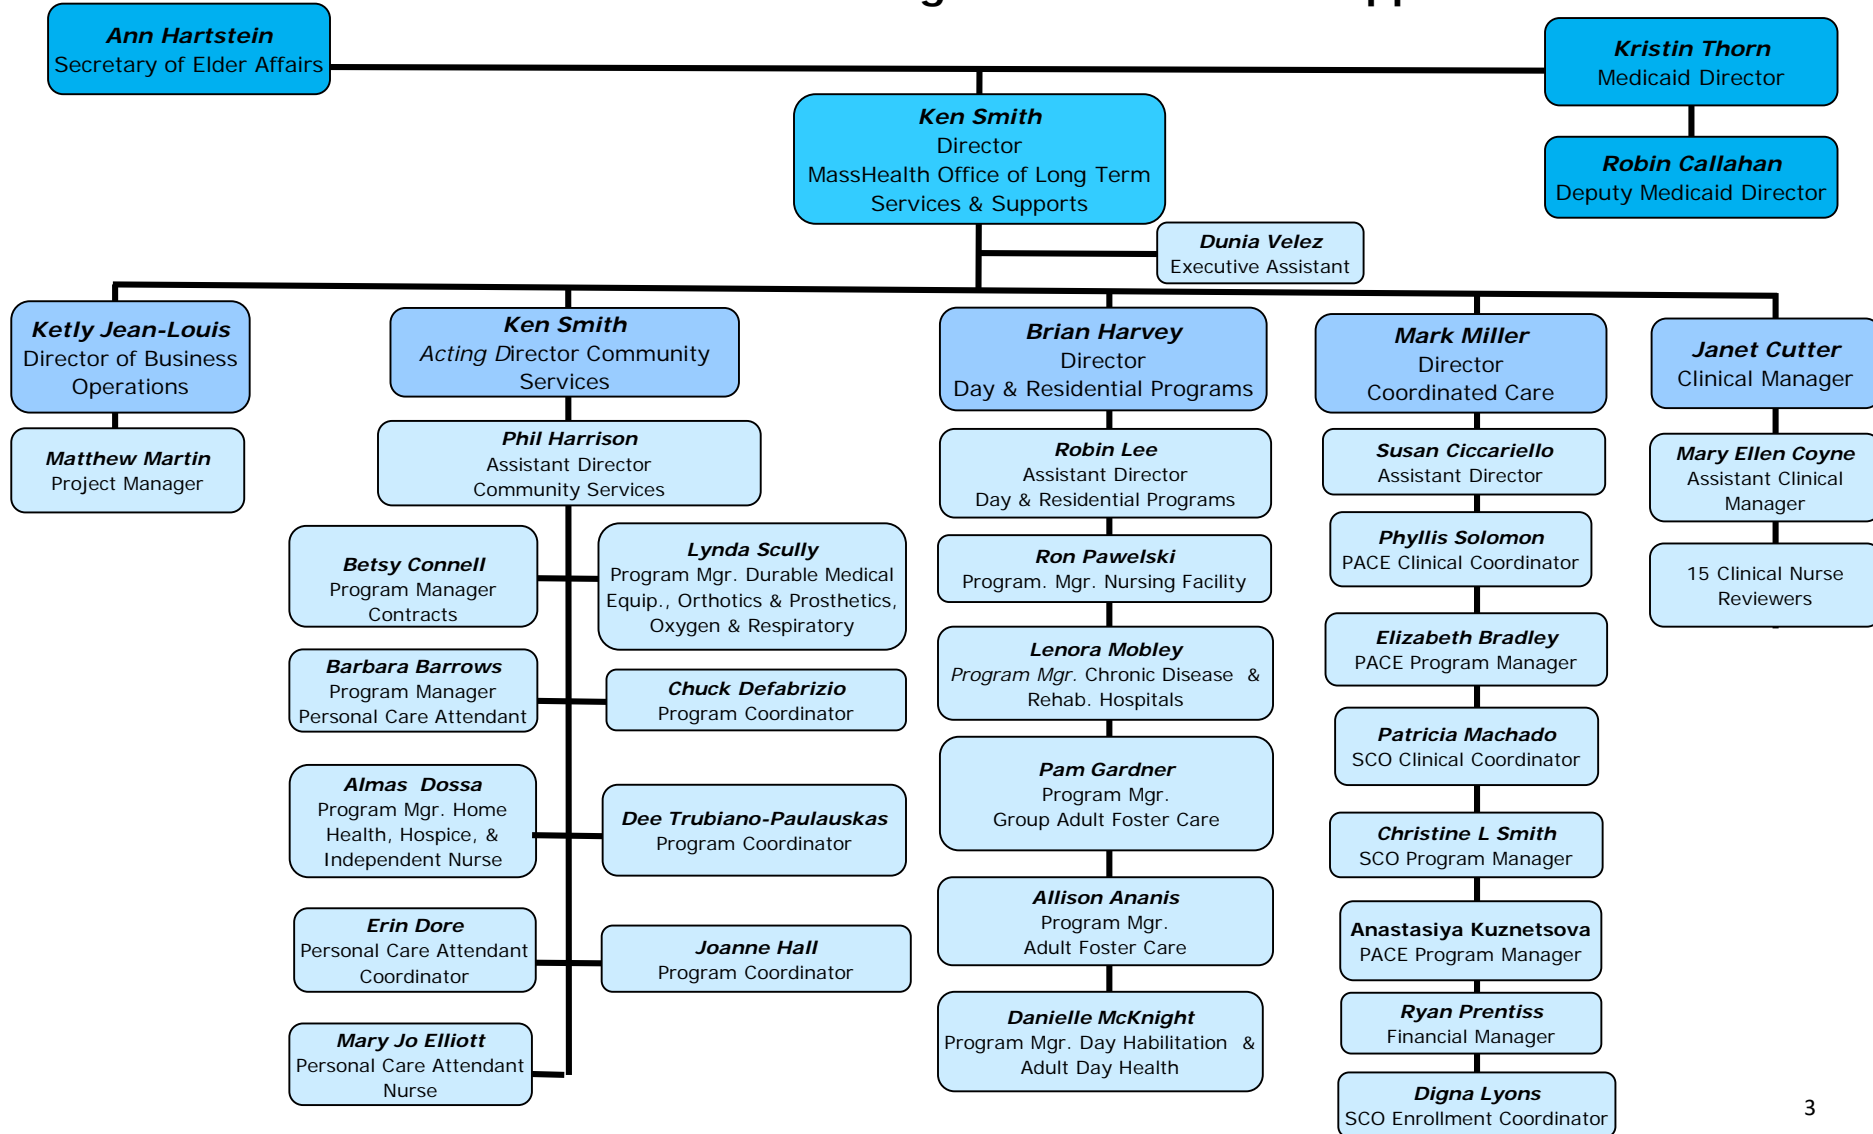 Ann Hartstein
Secretary of Elder Affairs
Kristin Thorn
Medicaid Director
Ken Smith
Director
MassHealth Office of Long Term
Services & Supports
Robin Callahan
Deputy Medicaid Director
Dunia Velez
Executive Assistant
Ketly Jean-Louis
Director of Business
Operations
Matthew Martin
Project Manager
Ken Smith
Acting Director Community
Services
Phil Harrison
Assistant Director
Community Services
Betsy Connell
Program Manager
Contracts
Lynda Scully
Program Mgr. Durable Medical
Equip., Orthotics & Prosthetics,
Oxygen & Respiratory
Barbara Barrows
Program Manager
Personal Care Attendant
Chuck Defabrizio
Program Coordinator
Almas Dossa
Program Mgr. Home
Health, Hospice, &
Independent Nurse
Dee Trubiano-Paulauskas
Program Coordinator
Erin Dore
Personal Care Attendant
Coordinator
Joanne Hall
Program Coordinator
Mary Jo Elliott
Personal Care Attendant
Nurse
Brian Harvey
Director
Day & Residential Programs
Robin Lee
Assistant Director
Day & Residential Programs
Ron Pawelski
Program. Mgr. Nursing Facility
Lenora Mobley
Program Mgr. Chronic Disease &
Rehab. Hospitals
Pam Gardner
Program Mgr.
Group Adult Foster Care
Allison Ananis
Program Mgr.
Adult Foster Care
Danielle McKnight
Program Mgr. Day Habilitation &
Adult Day Health
Mark Miller
Director
Coordinated Care
Susan Ciccariello
Assistant Director
Phyllis Solomon
PACE Clinical Coordinator
Elizabeth Bradley
PACE Program Manager
Patricia Machado
SCO Clinical Coordinator
Christine L Smith
SCO Program Manager
Anastasiya Kuznetsova
PACE Program Manager
Ryan Prentiss
Financial Manager
Digna Lyons
SCO Enrollment Coordinator
Janet Cutter
Clinical Manager
Mary Ellen Coyne
Assistant Clinical
Manager
15 Clinical Nurse
Reviewers
3